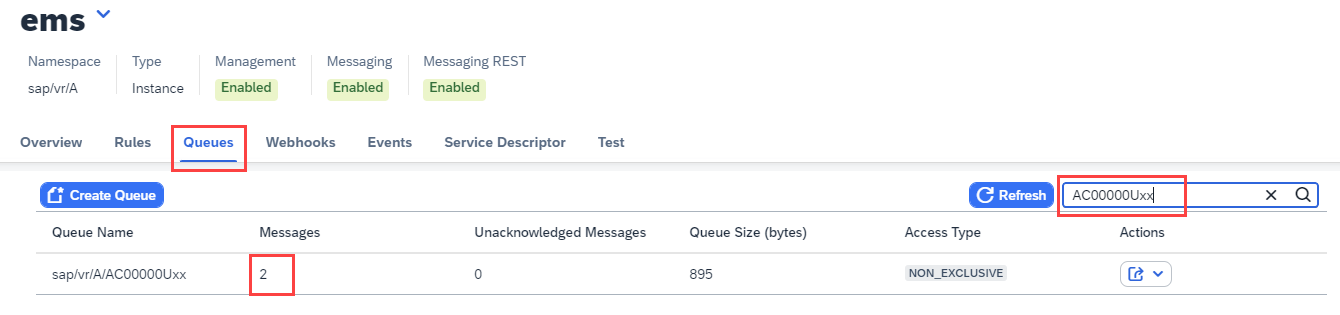 ems
Namespace Type Management Messaging Messaging REST
sap/vr/A Instance Enabled Enabled Enabled
Overview Rules Queues Webhooks Events Service Descriptor Test
Create Queue Refresh AC00000Uxx
Queue Name Messages Unacknowledged Messages Queue Size (bytes) Access Type Actions
sap/vr/A/AC00000Uxx 2 0 895 NON_EXCLUSIVE